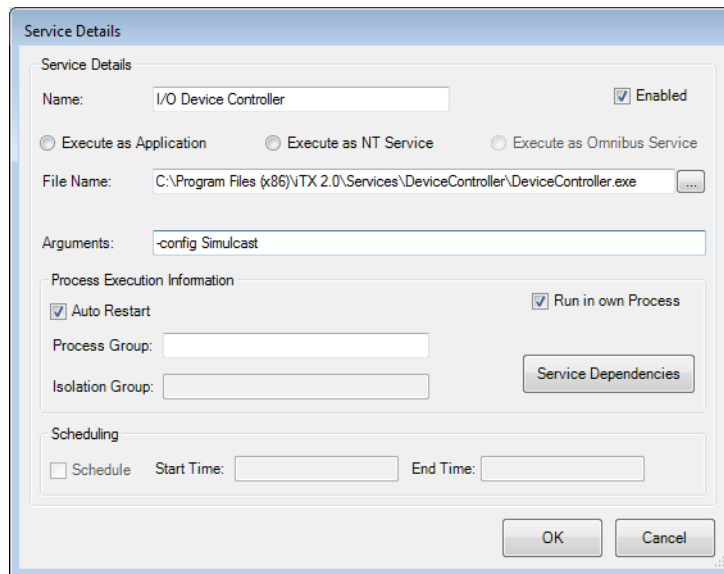 Service Details
Service Details
Name: I/O Device Controller Enabled
Execute as Application Execute as NT Service Execute as Omnibus Service
File Name: C:\Program Files (x86)\iTX 2.0\Services\DeviceController\DeviceController.exe ...
Arguments: -config Simulcast
Process Execution Information
Auto Restart Run in own Process
Process Group:
Service Dependencies
Isolation Group:
Scheduling
Schedule Start Time: End Time:
OK Cancel